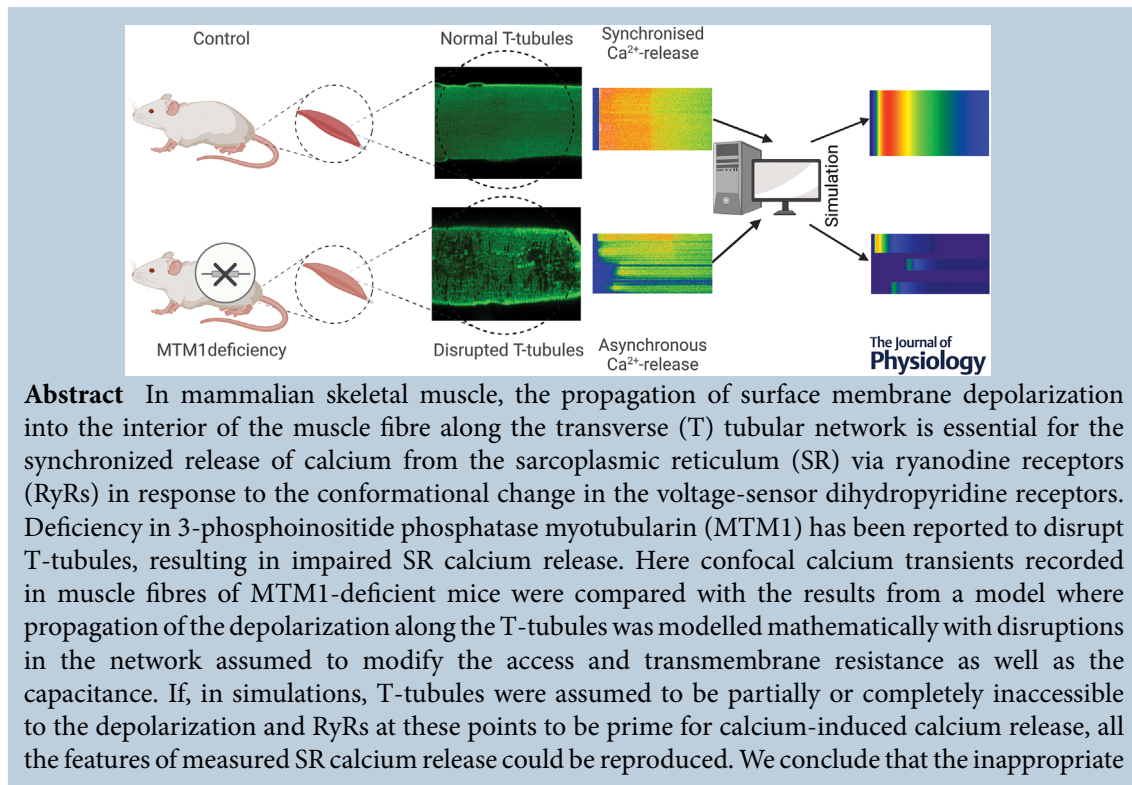 Control
Normal T-tubules
Synchronised
Ca²⁺-release
Simulation
MTM1deficiency
Disrupted T-tubules
Asynchronous
Ca²⁺-release
The Journal of
Physiology
Abstract In mammalian skeletal muscle, the propagation of surface membrane depolarization
into the interior of the muscle fibre along the transverse (T) tubular network is essential for the
synchronized release of calcium from the sarcoplasmic reticulum (SR) via ryanodine receptors
(RyRs) in response to the conformational change in the voltage-sensor dihydropyridine receptors.
Deficiency in 3-phosphoinositide phosphatase myotubularin (MTM1) has been reported to disrupt
T-tubules, resulting in impaired SR calcium release. Here confocal calcium transients recorded
in muscle fibres of MTM1-deficient mice were compared with the results from a model where
propagation of the depolarization along the T-tubules was modelled mathematically with disruptions
in the network assumed to modify the access and transmembrane resistance as well as the
capacitance. If, in simulations, T-tubules were assumed to be partially or completely inaccessible
to the depolarization and RyRs at these points to be prime for calcium-induced calcium release, all
the features of measured SR calcium release could be reproduced. We conclude that the inappropriate